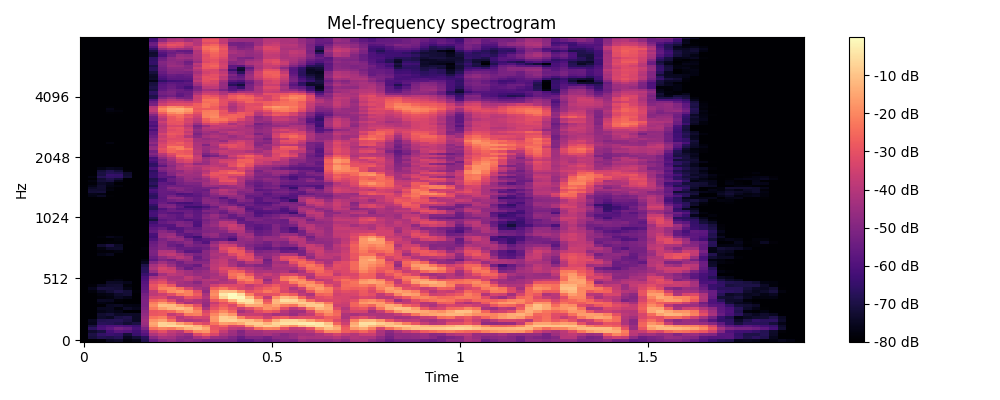 Mel-frequency spectrogram
Hz
4096
2048
1024
512
0
0
0.5
1
1.5
Time
-10 dB
-20 dB
-30 dB
-40 dB
-50 dB
-60 dB
-70 dB
-80 dB